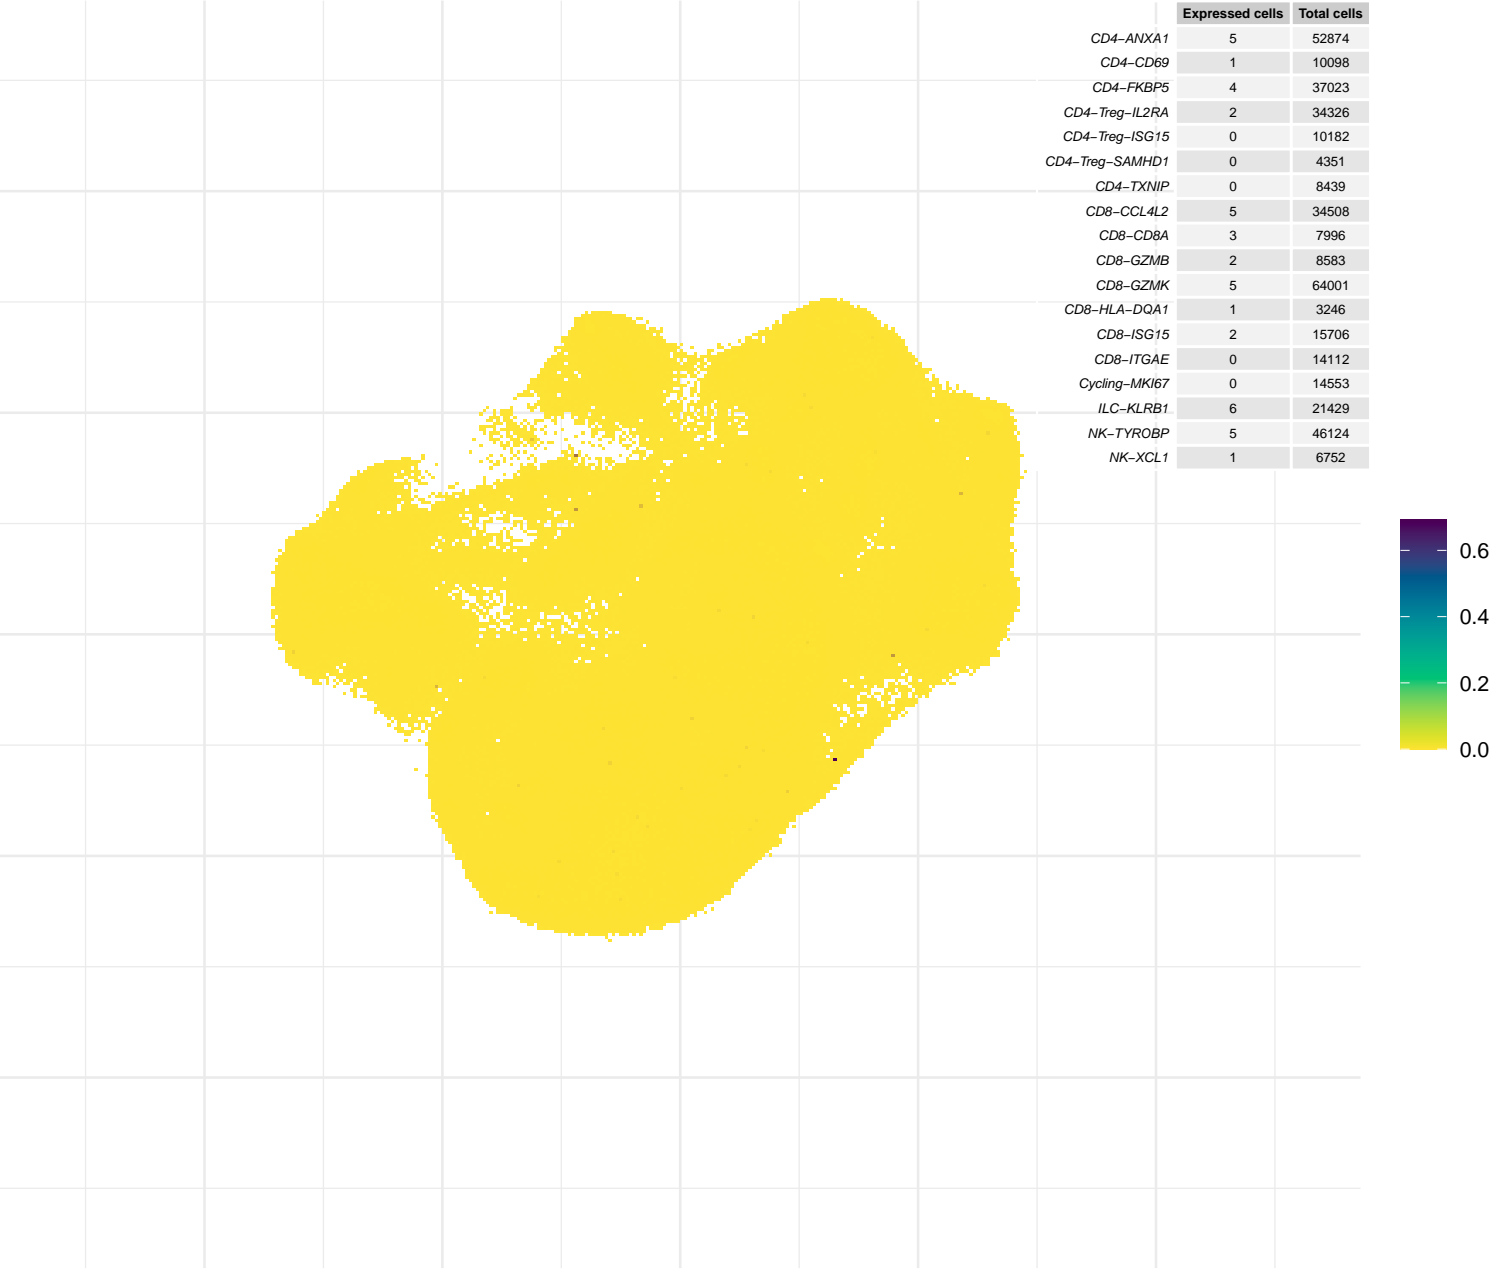 Expressed cells Total cells
CD4−ANXA1 5 52874
CD4−CD69 1 10098
CD4−FKBP5 4 37023
CD4−Treg−IL2RA 2 34326
CD4−Treg−ISG15 0 10182
CD4−Treg−SAMHD1 0 4351
CD4−TXNIP 0 8439
CD8−CCL4L2 5 34508
CD8−CD8A 3 7996
CD8−GZMB 2 8583
CD8−GZMK 5 64001
CD8−HLA−DQA1 1 3246
CD8−ISG15 2 15706
CD8−ITGAE 0 14112
Cycling−MKI67 0 14553
ILC−KLRB1 6 21429
NK−TYROBP 5 46124
NK−XCL1 1 6752
0.6
0.4
0.2
0.0